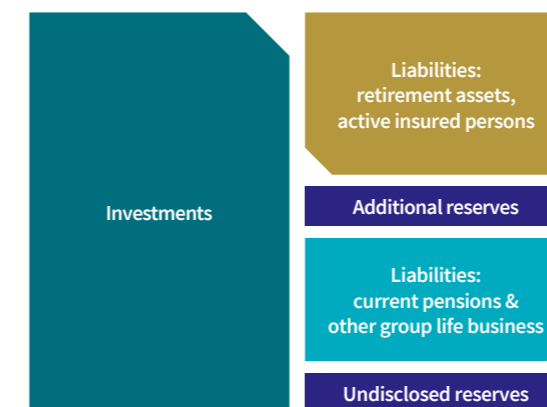 Investments
Liabilities:
retirement assets,
active insured persons
Additional reserves
Liabilities:
current pensions &
other group life business
Undisclosed reserves